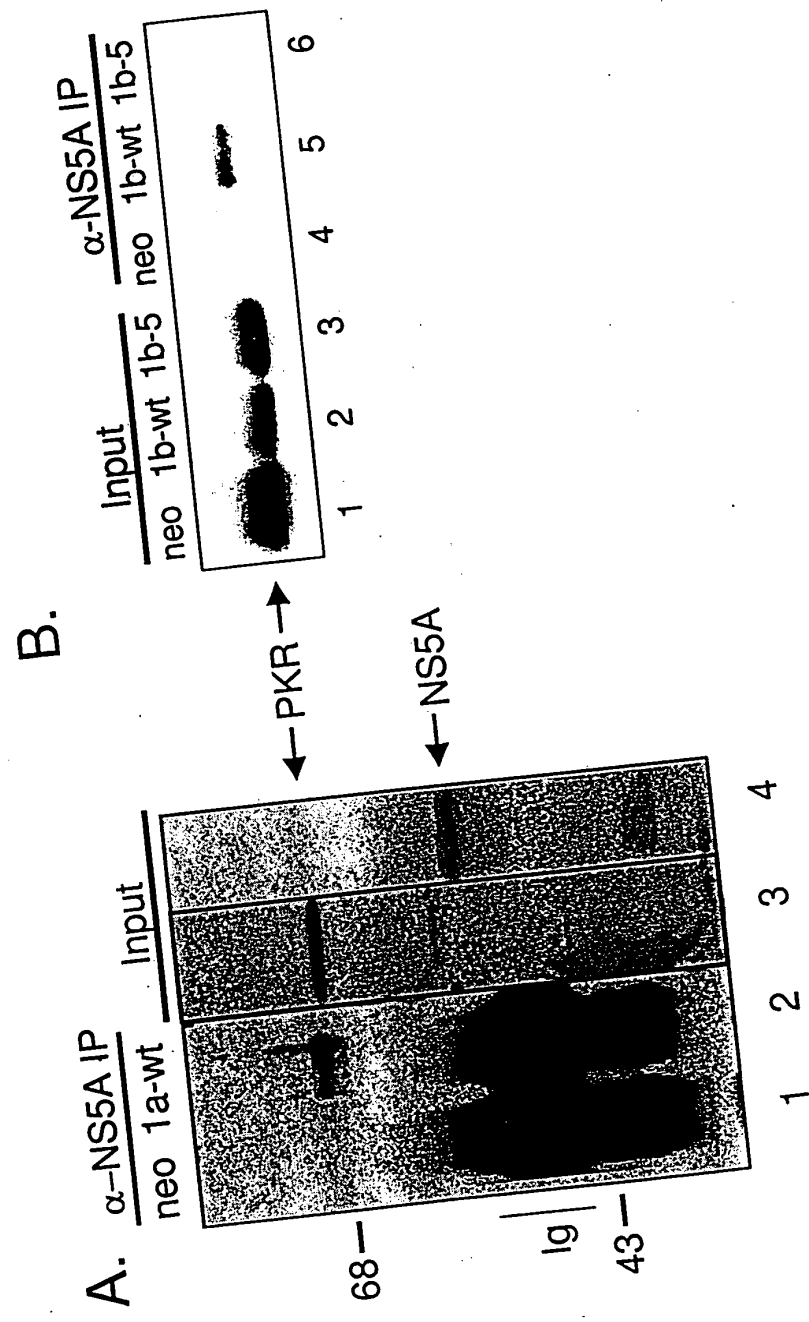 A.
α–NS5A IP
Input
neo 1a-wt
68
Ig
43
1 2 3 4
PKR
NS5A
B.
Input
α-NS5A IP
neo 1b-wt 1b-5 neo 1b-wt 1b-5
1 2 3 4 5 6